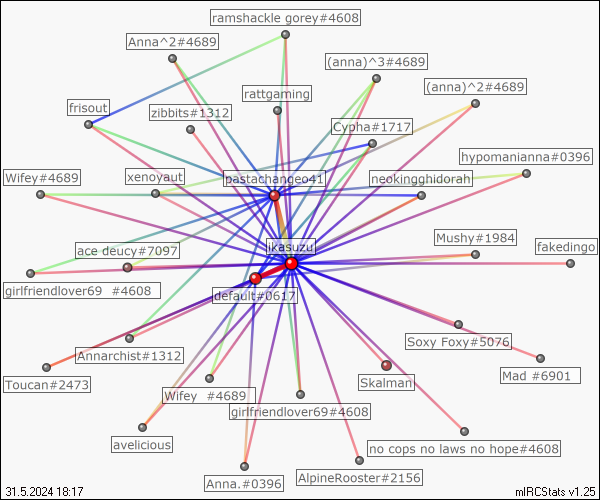 ramshackle gorey#4608
Anna^2#4689
(anna)^3#4689
(anna)^2#4689
rattgaming
frisout
zibbits#1312
Cypha#1717
hypomanianna#0396
Wifey#4689
xenoyaut
pastachangeo41
neokingghidorah
ikasuzu
Mushy#1984
fakedingo
ace deucy#7097
girlfriendlover69 #4608
default#0617
Annarchist#1312
Soxy Foxy#5076
Toucan#2473
Skalman
Mad #6901
Wifey #4689
girlfriendlover69#4608
avelicious
no cops no laws no hope#4608
Anna.#0396
AlpineRooster#2156
31.5.2024 18:17
mIRCStats v1.25